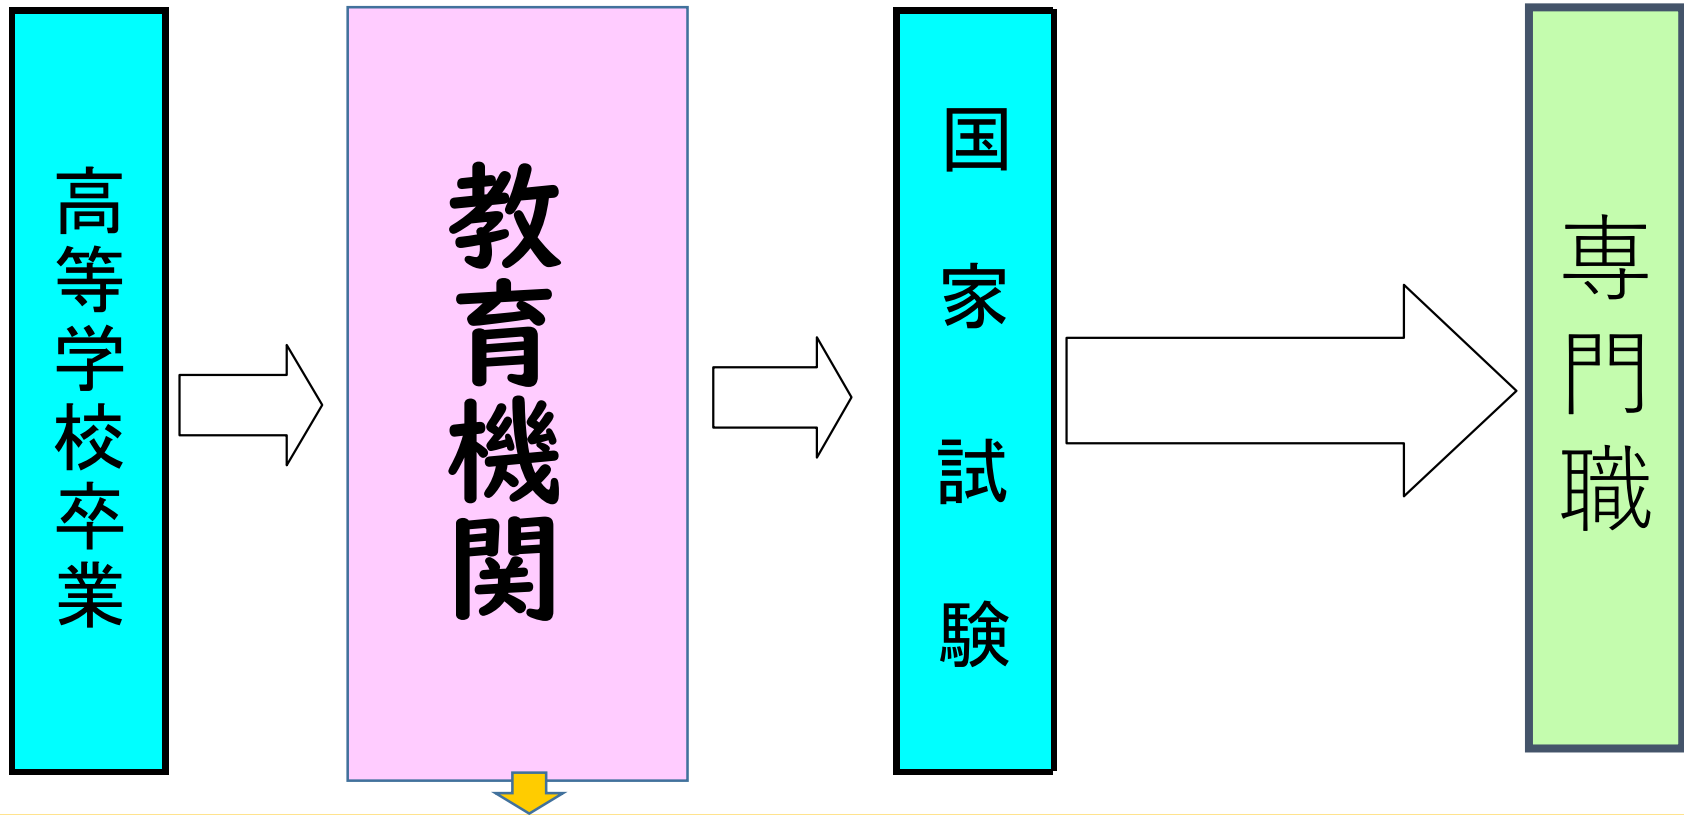 高等学校卒業
教育機関
国家試験
専門職